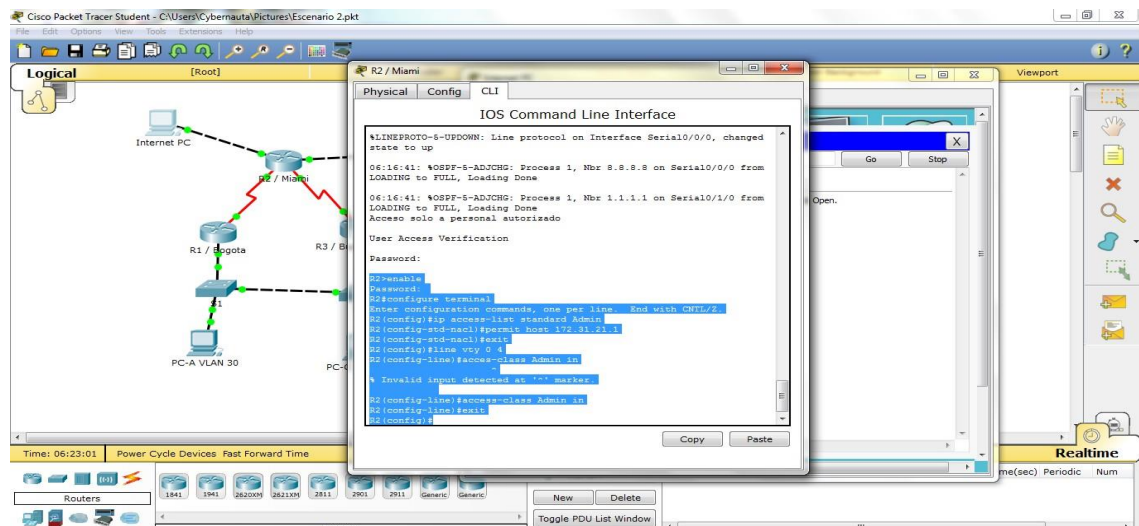 Cisco Packet Tracer Student - C:\Users\Cybernauta\Pictures\Escenario 2.pkt
File Edit Options View Tools Extensions Help
Logical
[Root]
Viewport
Internet PC
R2 / Miami
R1 / Bogota
R3 / B
S1
PC-A VLAN 30
PC-C
R2 / Miami
Physical Config CLI
IOS Command Line Interface
%LINEPROTO-5-UPDOWN: Line protocol on Interface Serial0/0/0, changed
state to up
06:16:41: %OSPF-5-ADJCHG: Process 1, Nbr 8.8.8.8 on Serial0/0/0 from
LOADING to FULL, Loading Done
06:16:41: %OSPF-5-ADJCHG: Process 1, Nbr 1.1.1.1 on Serial0/1/0 from
LOADING to FULL, Loading Done
Acceso solo a personal autorizado
User Access Verification
Password:
R2>enable
Password:
R2#configure terminal
Enter configuration commands, one per line. End with CNTL/Z.
R2(config)#ip access-list standard Admin
R2(config-std-nacl)#permit host 172.31.21.1
R2(config-std-nacl)#exit
R2(config)#line vty 0 4
R2(config-line)#acces-class Admin in
^
% Invalid input detected at '^' marker.
R2(config-line)#access-class Admin in
R2(config-line)#exit
R2(config)#
Copy Paste
X
Go Stop
Open.
Time: 06:23:01 Power Cycle Devices Fast Forward Time
Realtime
Routers
1841 1941 2620XM 2621XM 2811 2901 2911 Generic Generic
New Delete
Toggle PDU List Window
me(sec) Periodic Num